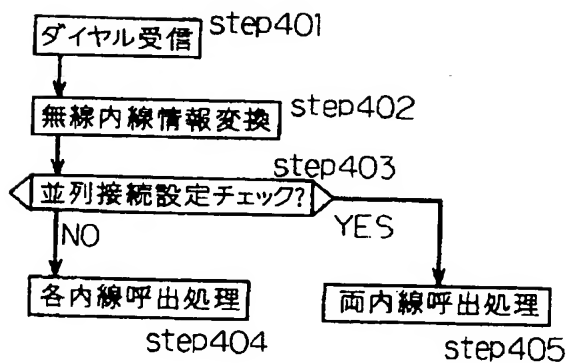 ダイヤル受信 step401
無線内線情報変換 step402
step403
並列接続設定チェック?
NO YES
各内線呼出処理 両内線呼出処理
step404 step405